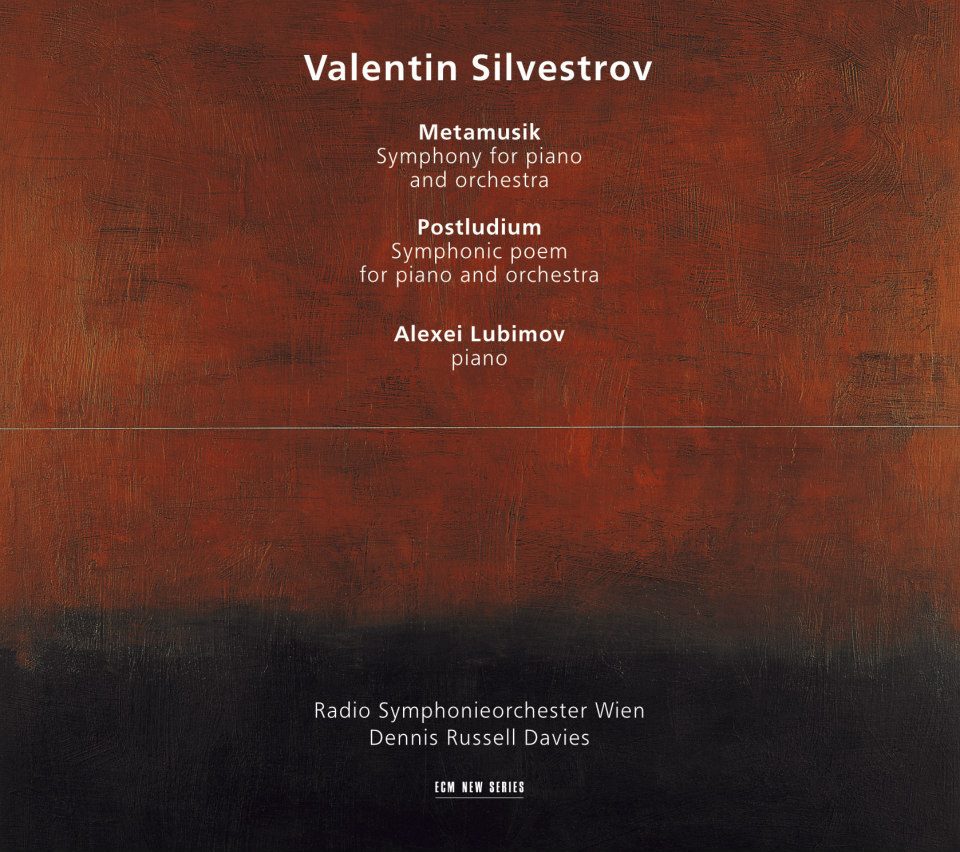 Valentin Silvestrov
Metamusik
Symphony for piano
and orchestra
Postludium
Symphonic poem
for piano and orchestra
Alexei Lubimov
piano
Radio Symphonieorchester Wien
Dennis Russell Davies
ECM NEW SERIES